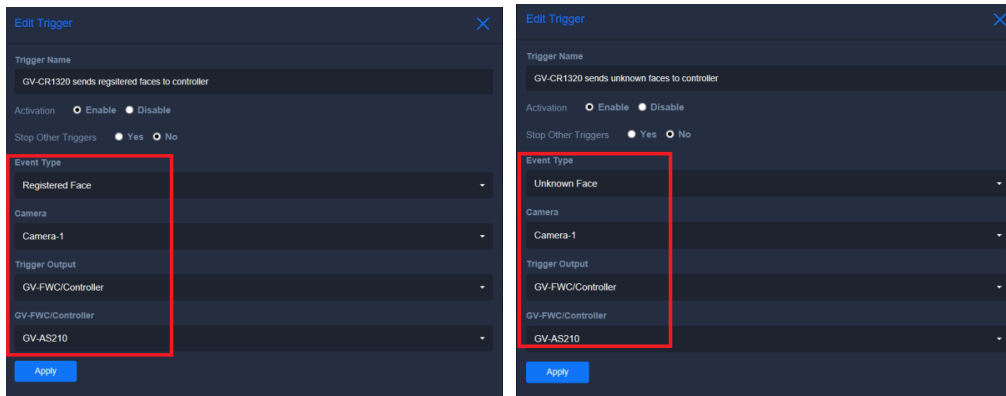 Edit Trigger
Trigger Name
GV-CR1320 sends regsitered faces to controller
Activation Enable Disable
Stop Other Triggers Yes No
Event Type
Registered Face
Camera
Camera-1
Trigger Output
GV-FWC/Controller
GV-FWC/Controller
GV-AS210
Apply
Edit Trigger
Trigger Name
GV-CR1320 sends unknown faces to controller
Activation Enable Disable
Stop Other Triggers Yes No
Event Type
Unknown Face
Camera
Camera-1
Trigger Output
GV-FWC/Controller
GV-FWC/Controller
GV-AS210
Apply